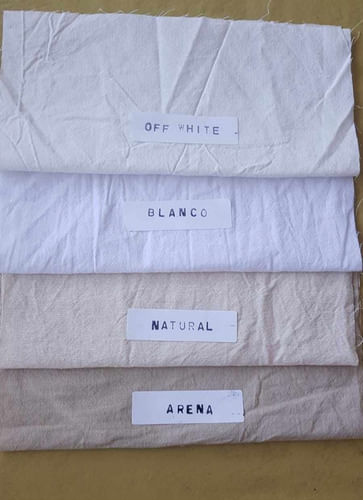 OFF WHITE
BLANCO
NATURAL
ARENA